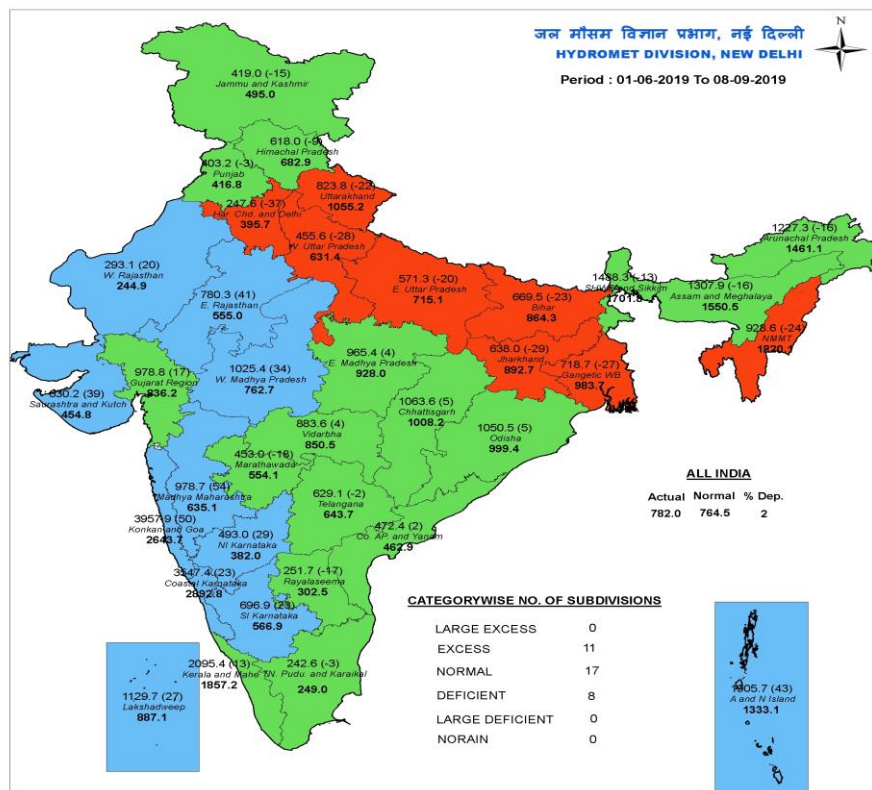 जल मौसम विज्ञान प्रभाग, नई दिल्ली
HYDROMET DIVISION, NEW DELHI
N
Period : 01-06-2019 To 08-09-2019
419.0 (-15)
Jammu and Kashmir
495.0
618.0 (-9)
Himachal Pradesh
682.9
403.2 (-3)
Punjab
416.8
823.8 (-22)
Uttarakhand
1055.2
247.6 (-37)
Har. Chd. and Delhi
395.7
455.6 (-28)
W. Uttar Pradesh
631.4
1227.3 (-16)
Arunachal Pradesh
1461.1
293.1 (20)
W. Rajasthan
244.9
571.3 (-20)
E. Uttar Pradesh
715.1
1488.3 (-13)
SHWB and Sikkim
1701.8
1307.9 (-16)
Assam and Meghalaya
1550.5
780.3 (41)
E. Rajasthan
555.0
669.5 (-23)
Bihar
864.3
928.6 (-24)
NMMT
1220.1
638.0 (-29)
Jharkhand
892.7
718.7 (-27)
Gangetic WB
983.7
965.4 (4)
E. Madhya Pradesh
928.0
1025.4 (34)
W. Madhya Pradesh
762.7
978.8 (17)
Gujarat Region
836.2
630.2 (39)
Saurashtra and Kutch
454.8
1063.6 (5)
Chhattisgarh
1008.2
1050.5 (5)
Odisha
999.4
883.6 (4)
Vidarbha
850.5
453.0 (-18)
Marathawada
554.1
978.7 (54)
Madhya Maharashtra
635.1
629.1 (-2)
Telangana
643.7
3957.9 (50)
Konkan and Goa
2643.7
493.0 (29)
NI Karnataka
382.0
472.4 (2)
Co. AP. and Yanam
462.9
3547.4 (23)
Coastal Karnataka
2892.8
251.7 (-17)
Rayalaseema
302.5
696.9 (23)
SI Karnataka
566.9
2095.4 (13)
Kerala and Mahe
1857.2
242.6 (-3)
TN. Pudu. and Karaikal
249.0
1129.7 (27)
Lakshadweep
887.1
1905.7 (43)
A and N Island
1333.1
ALL INDIA
Actual Normal % Dep.
782.0 764.5 2
CATEGORYWISE NO. OF SUBDIVISIONS
LARGE EXCESS 0
EXCESS 11
NORMAL 17
DEFICIENT 8
LARGE DEFICIENT 0
NORAIN 0